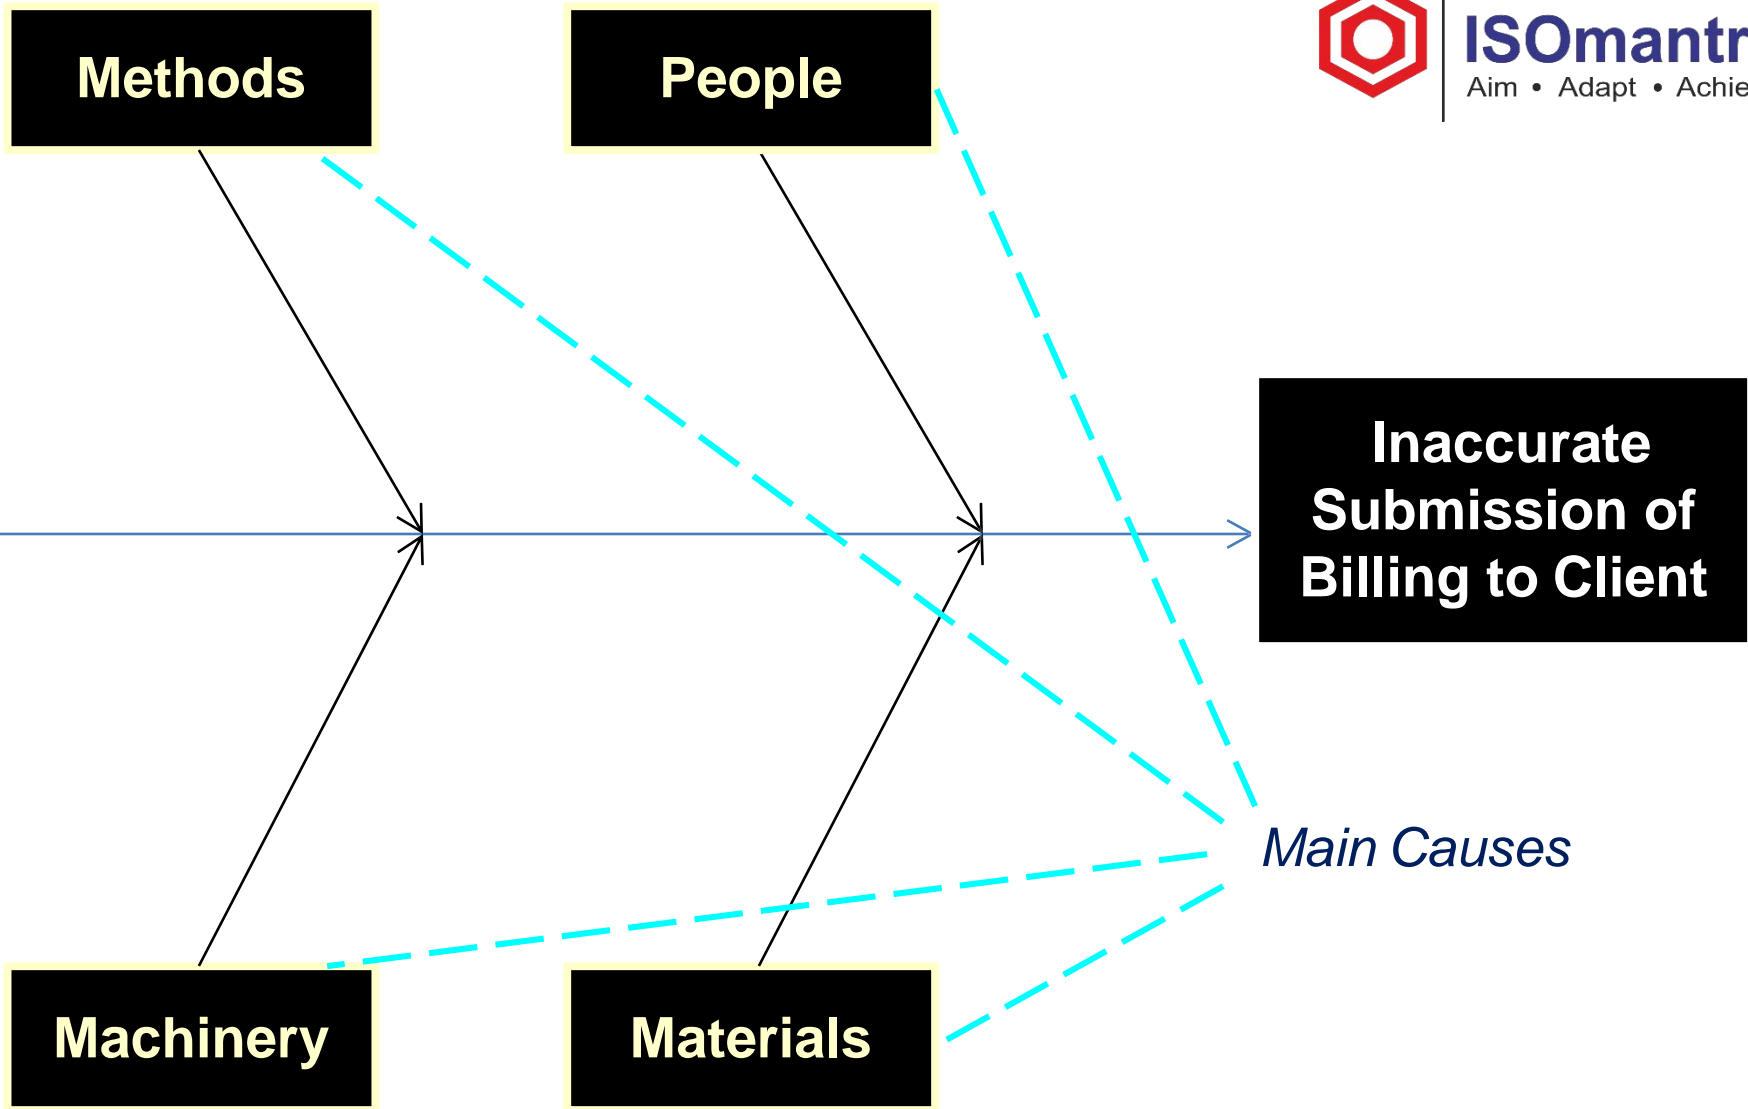 Methods
People
ISOmantr
Aim • Adapt • Achie
Inaccurate
Submission of
Billing to Client
Main Causes
Machinery
Materials